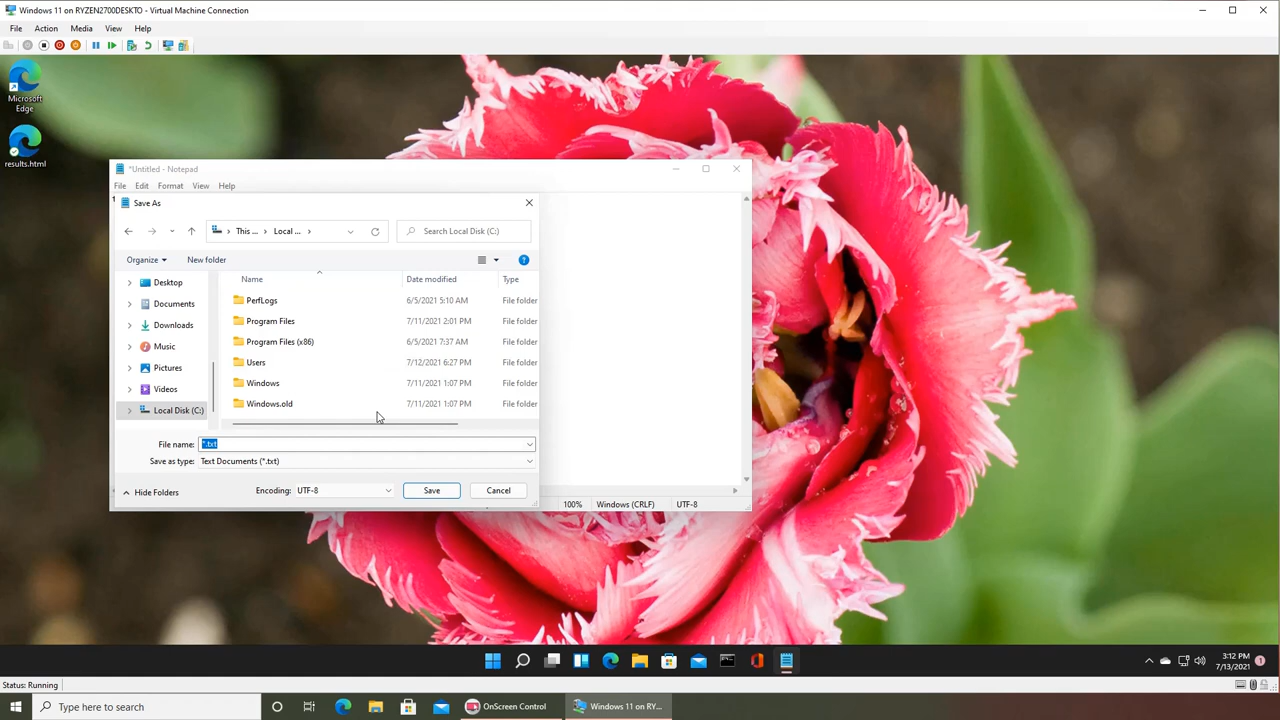 Windows 11 on RYZEN2700DESKTO - Virtual Machine Connection
File Action Media View Help
Microsoft
Edge
results.html
*Untitled - Notepad
File Edit Format View Help
Save As
This ... Local ...
Search Local Disk (C:)
Organize New folder
Name Date modified Type
Desktop
Documents
Downloads
Music
Pictures
Videos
Local Disk (C:)
PerfLogs 6/5/2021 5:10 AM File folder
Program Files 7/11/2021 2:01 PM File folder
Program Files (x86) 6/5/2021 7:37 AM File folder
Users 7/12/2021 6:27 PM File folder
Windows 7/11/2021 1:07 PM File folder
Windows.old 7/11/2021 1:07 PM File folder
File name: *.txt
Save as type: Text Documents (*.txt)
Hide Folders Encoding: UTF-8 Save Cancel
100% Windows (CRLF) UTF-8
3:12 PM
7/13/2021
1
Status: Running
Type here to search
OnScreen Control
Windows 11 on RY...